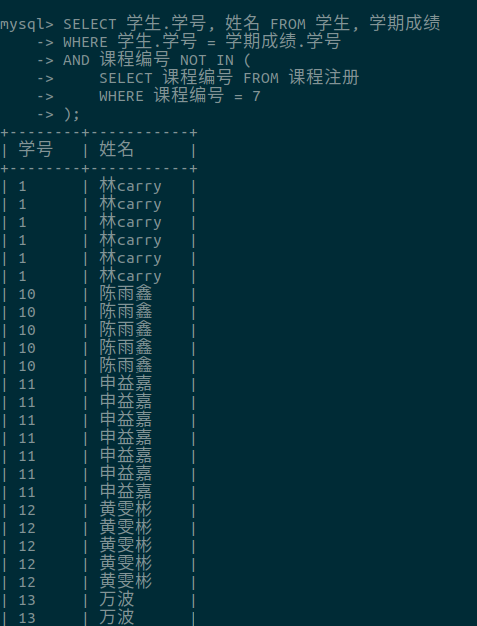 mysql> SELECT 学生.学号, 姓名 FROM 学生, 学期成绩
    -> WHERE 学生.学号 = 学期成绩.学号
    -> AND 课程编号 NOT IN (
    ->     SELECT 课程编号 FROM 课程注册
    ->     WHERE 课程编号 = 7
    -> );
+--------+-----------+
| 学号   | 姓名      |
+--------+-----------+
| 1      | 林carry   |
| 1      | 林carry   |
| 1      | 林carry   |
| 1      | 林carry   |
| 1      | 林carry   |
| 1      | 林carry   |
| 10     | 陈雨鑫    |
| 10     | 陈雨鑫    |
| 10     | 陈雨鑫    |
| 10     | 陈雨鑫    |
| 10     | 陈雨鑫    |
| 11     | 申益嘉    |
| 11     | 申益嘉    |
| 11     | 申益嘉    |
| 11     | 申益嘉    |
| 11     | 申益嘉    |
| 11     | 申益嘉    |
| 11     | 申益嘉    |
| 12     | 黄雯彬    |
| 12     | 黄雯彬    |
| 12     | 黄雯彬    |
| 12     | 黄雯彬    |
| 12     | 黄雯彬    |
| 13     | 万波      |
| 13     | 万波      |